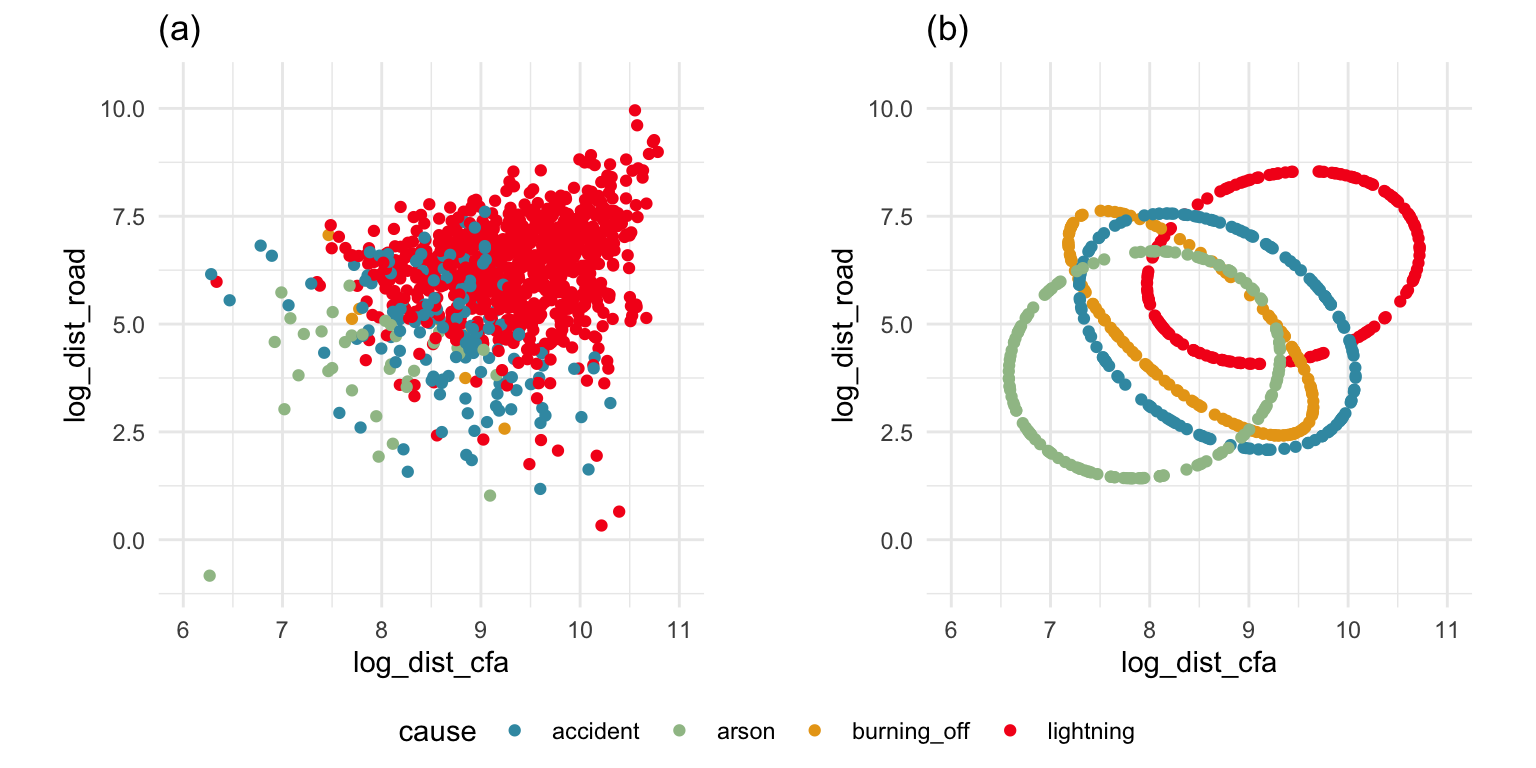 (a)
10.0
7.5
5.0
2.5
0.0
log_dist_road
6 7 8 9 10 11
log_dist_cfa
(b)
10.0
7.5
5.0
2.5
0.0
log_dist_road
6 7 8 9 10 11
log_dist_cfa
cause accident arson burning_off lightning